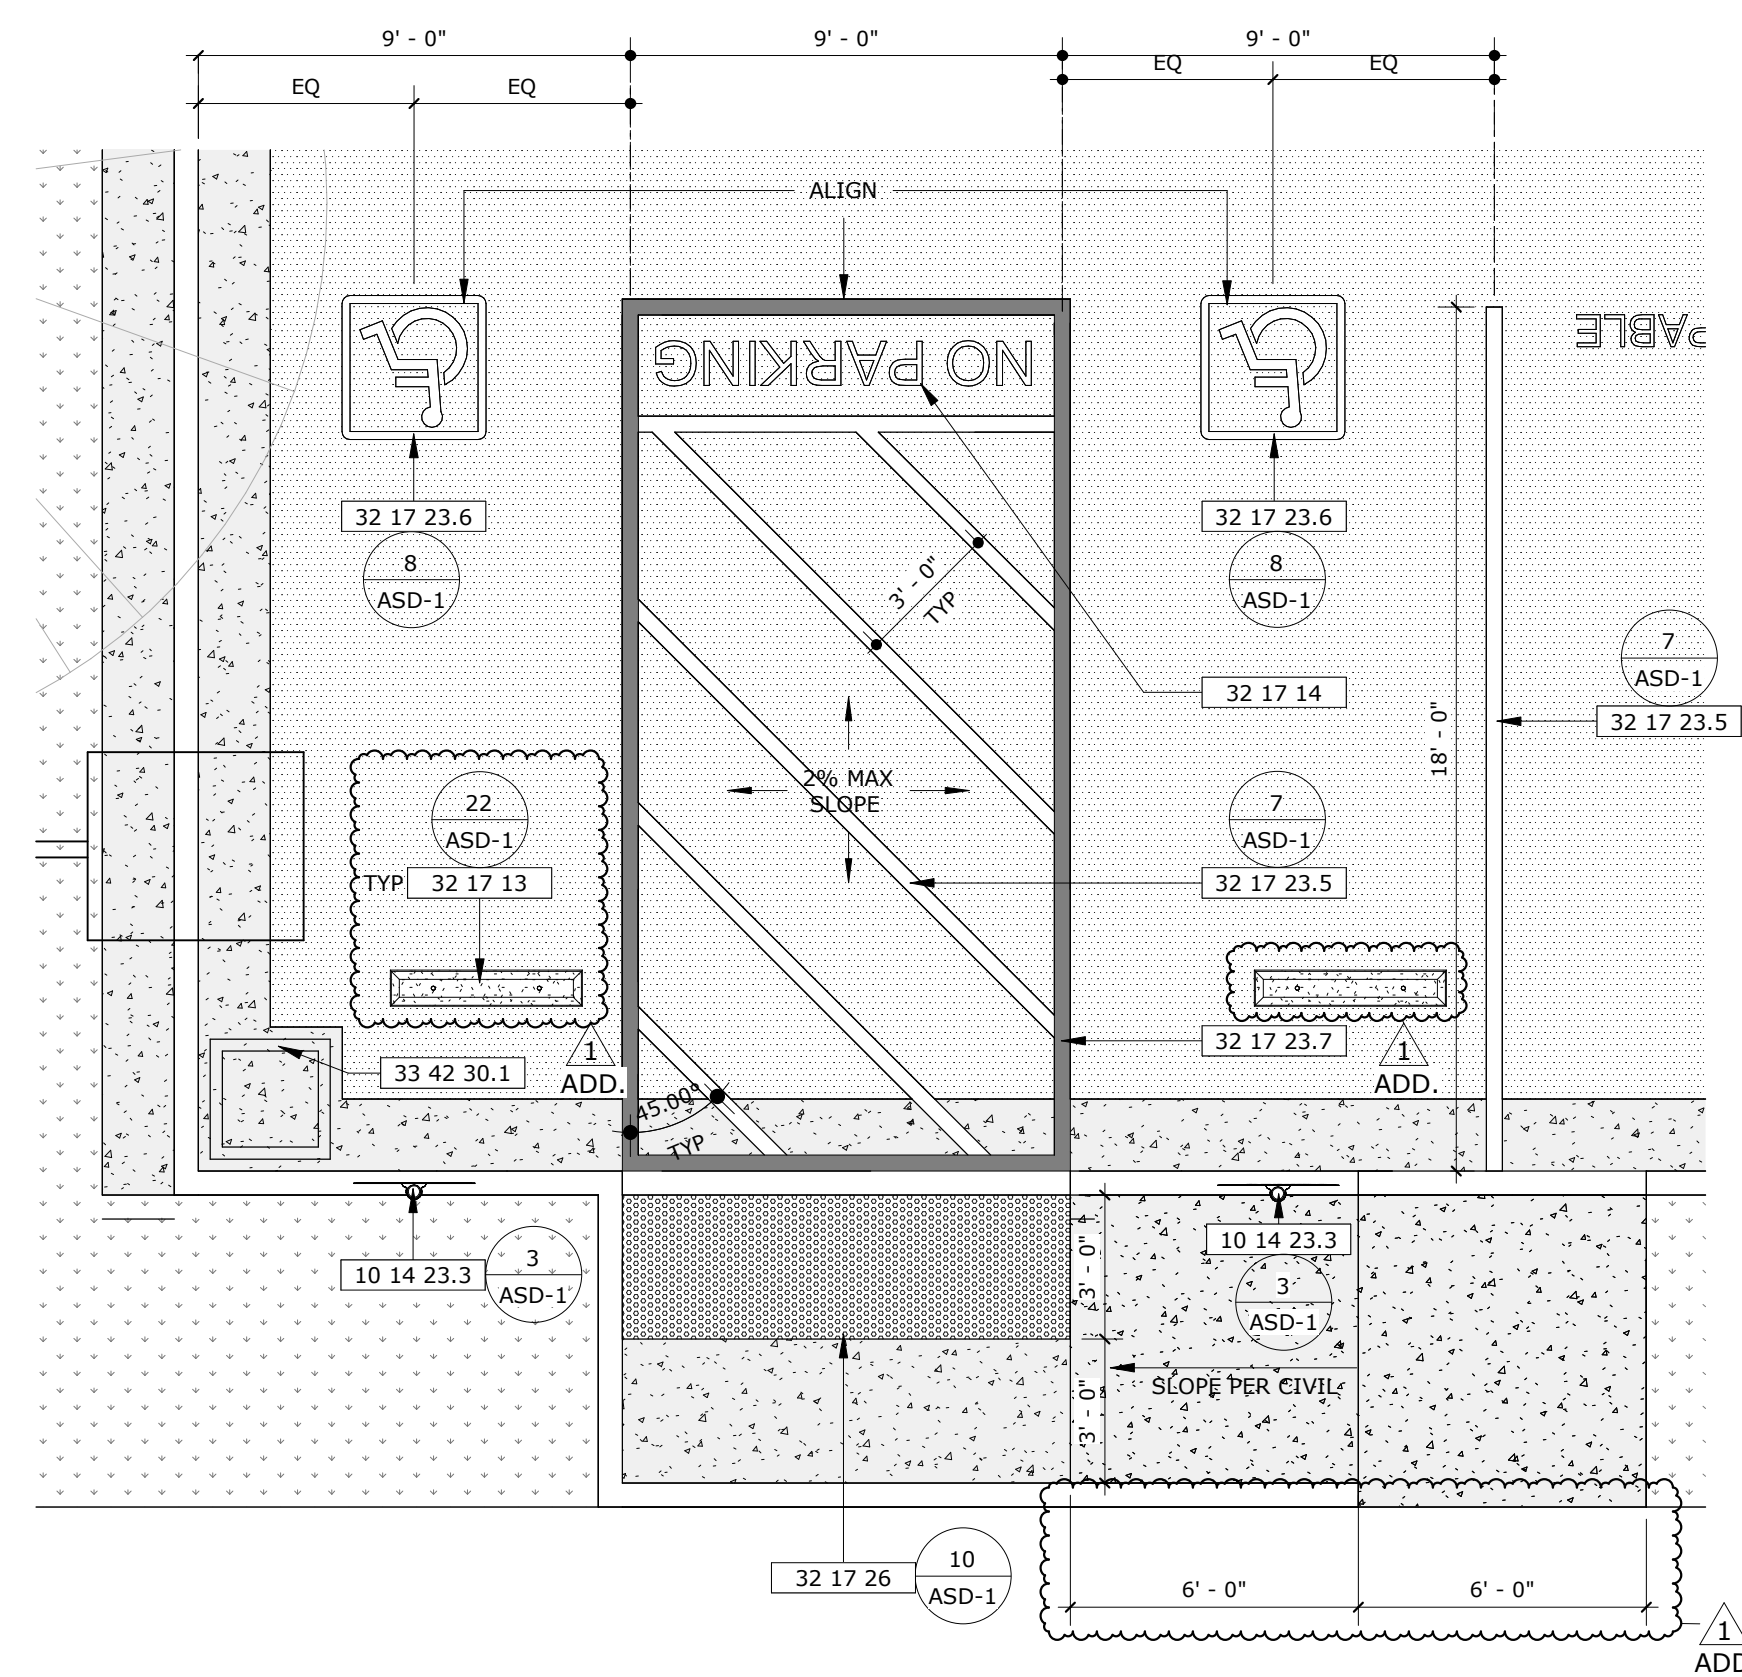 9' - 0"
9' - 0"
9' - 0"
EQ
EQ
EQ
EQ
ALIGN
NO PARKING
PABLE
32 17 23.6
8
ASD-1
32 17 23.6
8
ASD-1
3' - 0"
TYP
7
ASD-1
32 17 23.5
32 17 14
18' - 0"
2% MAX
SLOPE
22
ASD-1
TYP
32 17 13
7
ASD-1
32 17 23.5
32 17 23.7
33 42 30.1
1
ADD.
1
ADD.
45.00°
TYP
10 14 23.3
3
ASD-1
10 14 23.3
3
ASD-1
3' - 0"
3' - 0"
SLOPE PER CIVIL
32 17 26
10
ASD-1
6' - 0"
6' - 0"
1
ADD